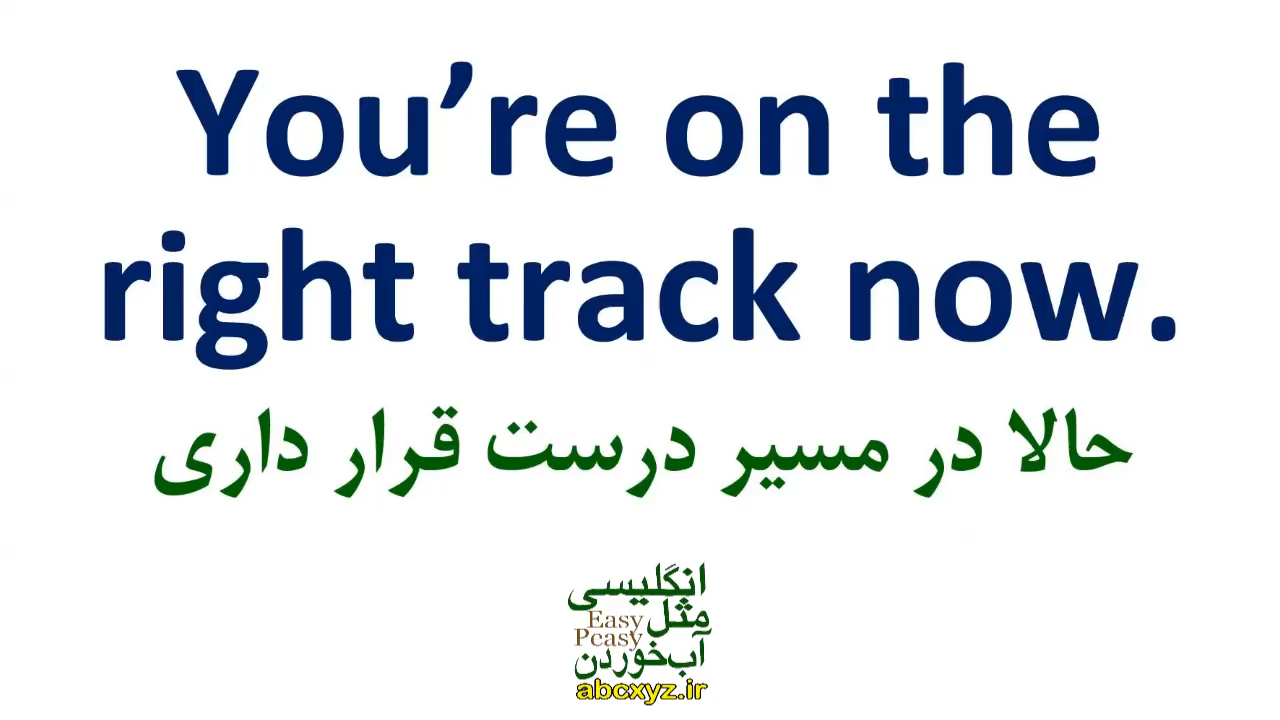 You’re on the
right track now.
حالا در مسیر درست قرار داری
انگلیسی
مثل
Easy
Peasy
آب‌خوردن
abcxyz.ir